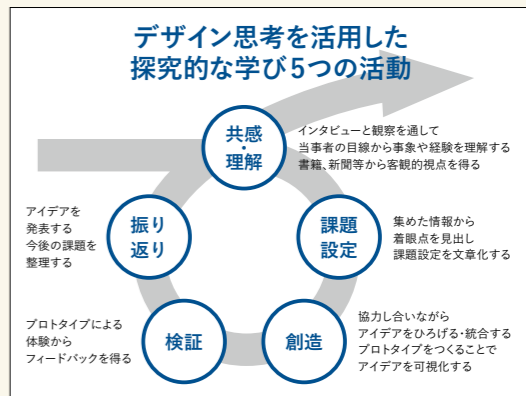 デザイン思考を活用した
探究的な学び5つの活動
共感
・
理解
インタビューと観察を通して
当事者の目線から事象や経験を理解する
書籍、新聞等から客観的視点を得る
課題
設定
集めた情報から
着眼点を見出し
課題設定を文章化する
創造
協力し合いながら
アイデアをひろげる・統合する
プロトタイプをつくることで
アイデアを可視化する
検証
プロトタイプによる
体験から
フィードバックを得る
振り
返り
アイデアを
発表する
今後の課題を
整理する